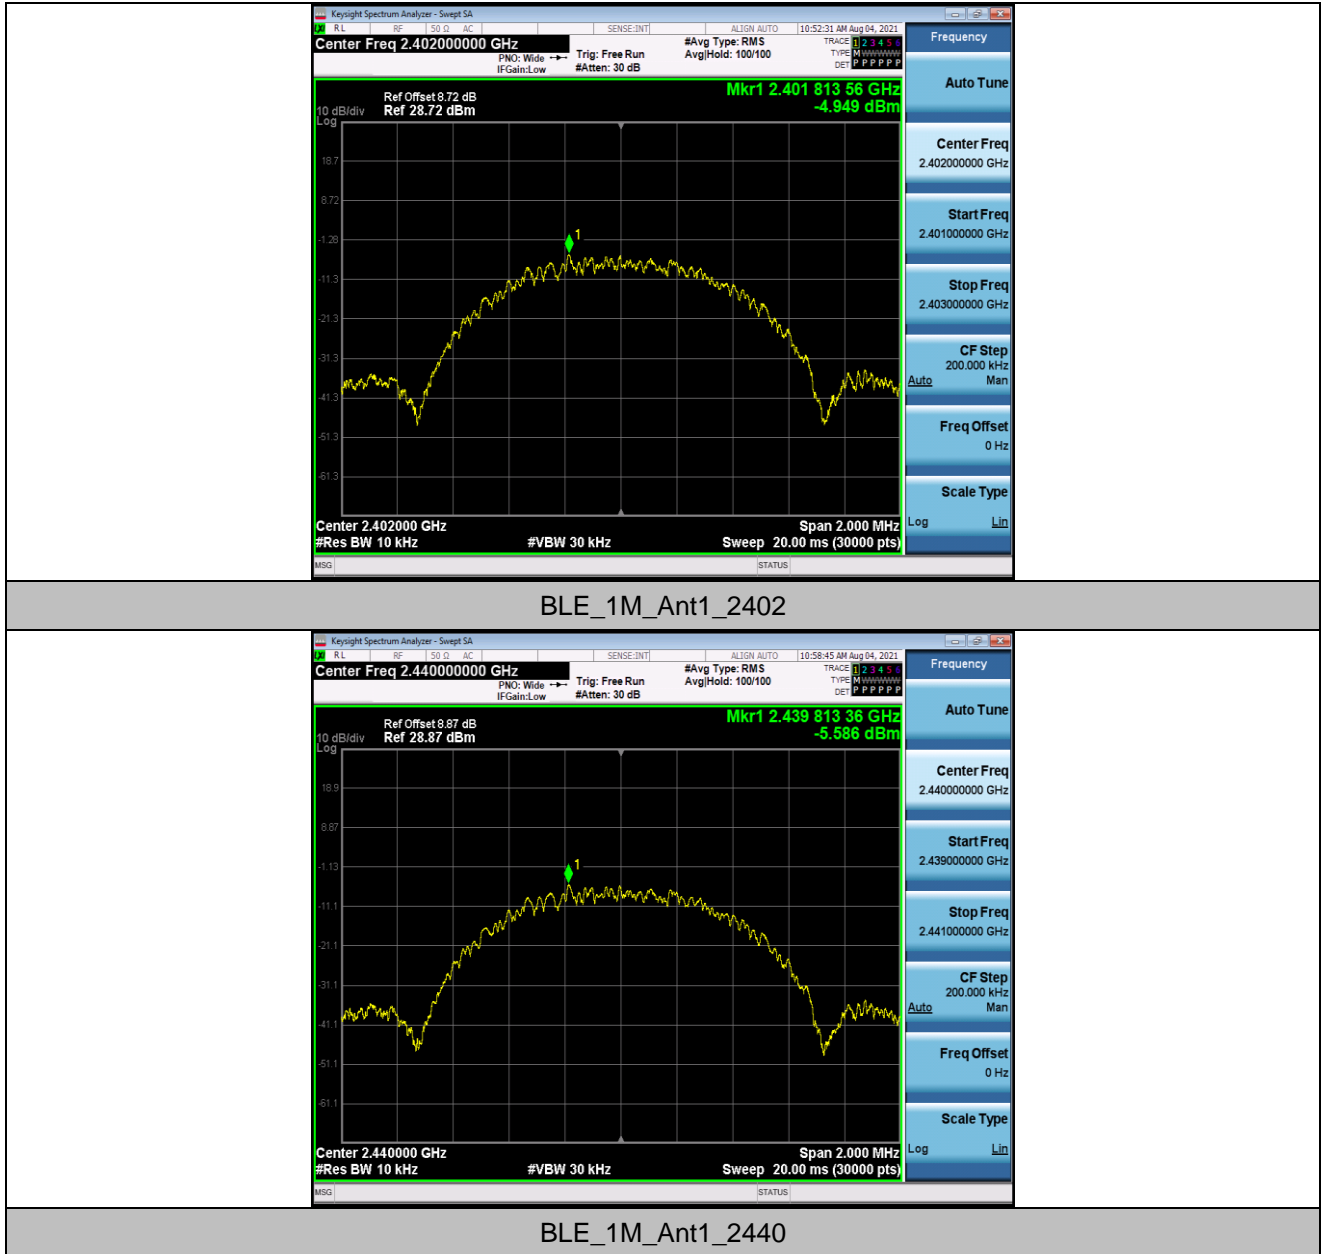 Keysight Spectrum Analyzer - Swept SA
RL RF 50 Ω AC SENSE:INT ALIGN AUTO 10:52:31 AM Aug 04, 2021
Center Freq 2.402000000 GHz
PNO: Wide
IFGain:Low
Trig: Free Run
#Atten: 30 dB
#Avg Type: RMS
Avg|Hold: 100/100
TRACE 1 2 3 4 5 6
TYPE M WWWWW
DET P P P P P P
Frequency
Mkr1 2.401 813 56 GHz
-4.949 dBm
Ref Offset 8.72 dB
10 dB/div Ref 28.72 dBm
Log
18.7
8.72
-1.28
-11.3
-21.3
-31.3
-41.3
-51.3
-61.3
1
Center 2.402000 GHz Span 2.000 MHz
#Res BW 10 kHz #VBW 30 kHz Sweep 20.00 ms (30000 pts)
MSG STATUS
Auto Tune
Center Freq
2.402000000 GHz
Start Freq
2.401000000 GHz
Stop Freq
2.403000000 GHz
CF Step
200.000 kHz
Auto Man
Freq Offset
0 Hz
Scale Type
Log Lin
BLE_1M_Ant1_2402
Keysight Spectrum Analyzer - Swept SA
RL RF 50 Ω AC SENSE:INT ALIGN AUTO 10:58:45 AM Aug 04, 2021
Center Freq 2.440000000 GHz
PNO: Wide
IFGain:Low
Trig: Free Run
#Atten: 30 dB
#Avg Type: RMS
Avg|Hold: 100/100
TRACE 1 2 3 4 5 6
TYPE M WWWWW
DET P P P P P P
Frequency
Mkr1 2.439 813 36 GHz
-5.586 dBm
Ref Offset 8.87 dB
10 dB/div Ref 28.87 dBm
Log
18.9
8.87
-1.13
-11.1
-21.1
-31.1
-41.1
-51.1
-61.1
1
Center 2.440000 GHz Span 2.000 MHz
#Res BW 10 kHz #VBW 30 kHz Sweep 20.00 ms (30000 pts)
MSG STATUS
Auto Tune
Center Freq
2.440000000 GHz
Start Freq
2.439000000 GHz
Stop Freq
2.441000000 GHz
CF Step
200.000 kHz
Auto Man
Freq Offset
0 Hz
Scale Type
Log Lin
BLE_1M_Ant1_2440